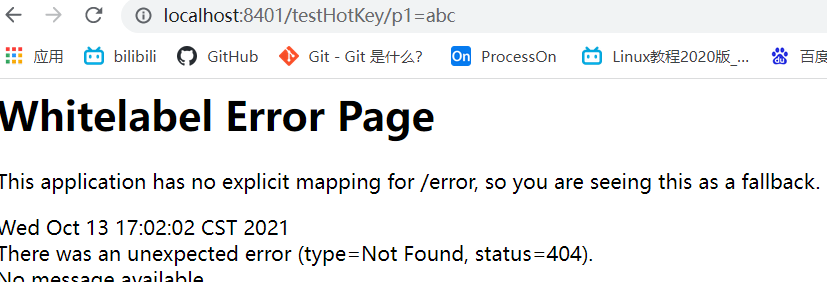 localhost:8401/testHotKey/p1=abc
应用 bilibili GitHub Git - Git 是什么? ProcessOn Linux教程2020版_... 百度
Whitelabel Error Page
This application has no explicit mapping for /error, so you are seeing this as a fallback.
Wed Oct 13 17:02:02 CST 2021
There was an unexpected error (type=Not Found, status=404).
No message available